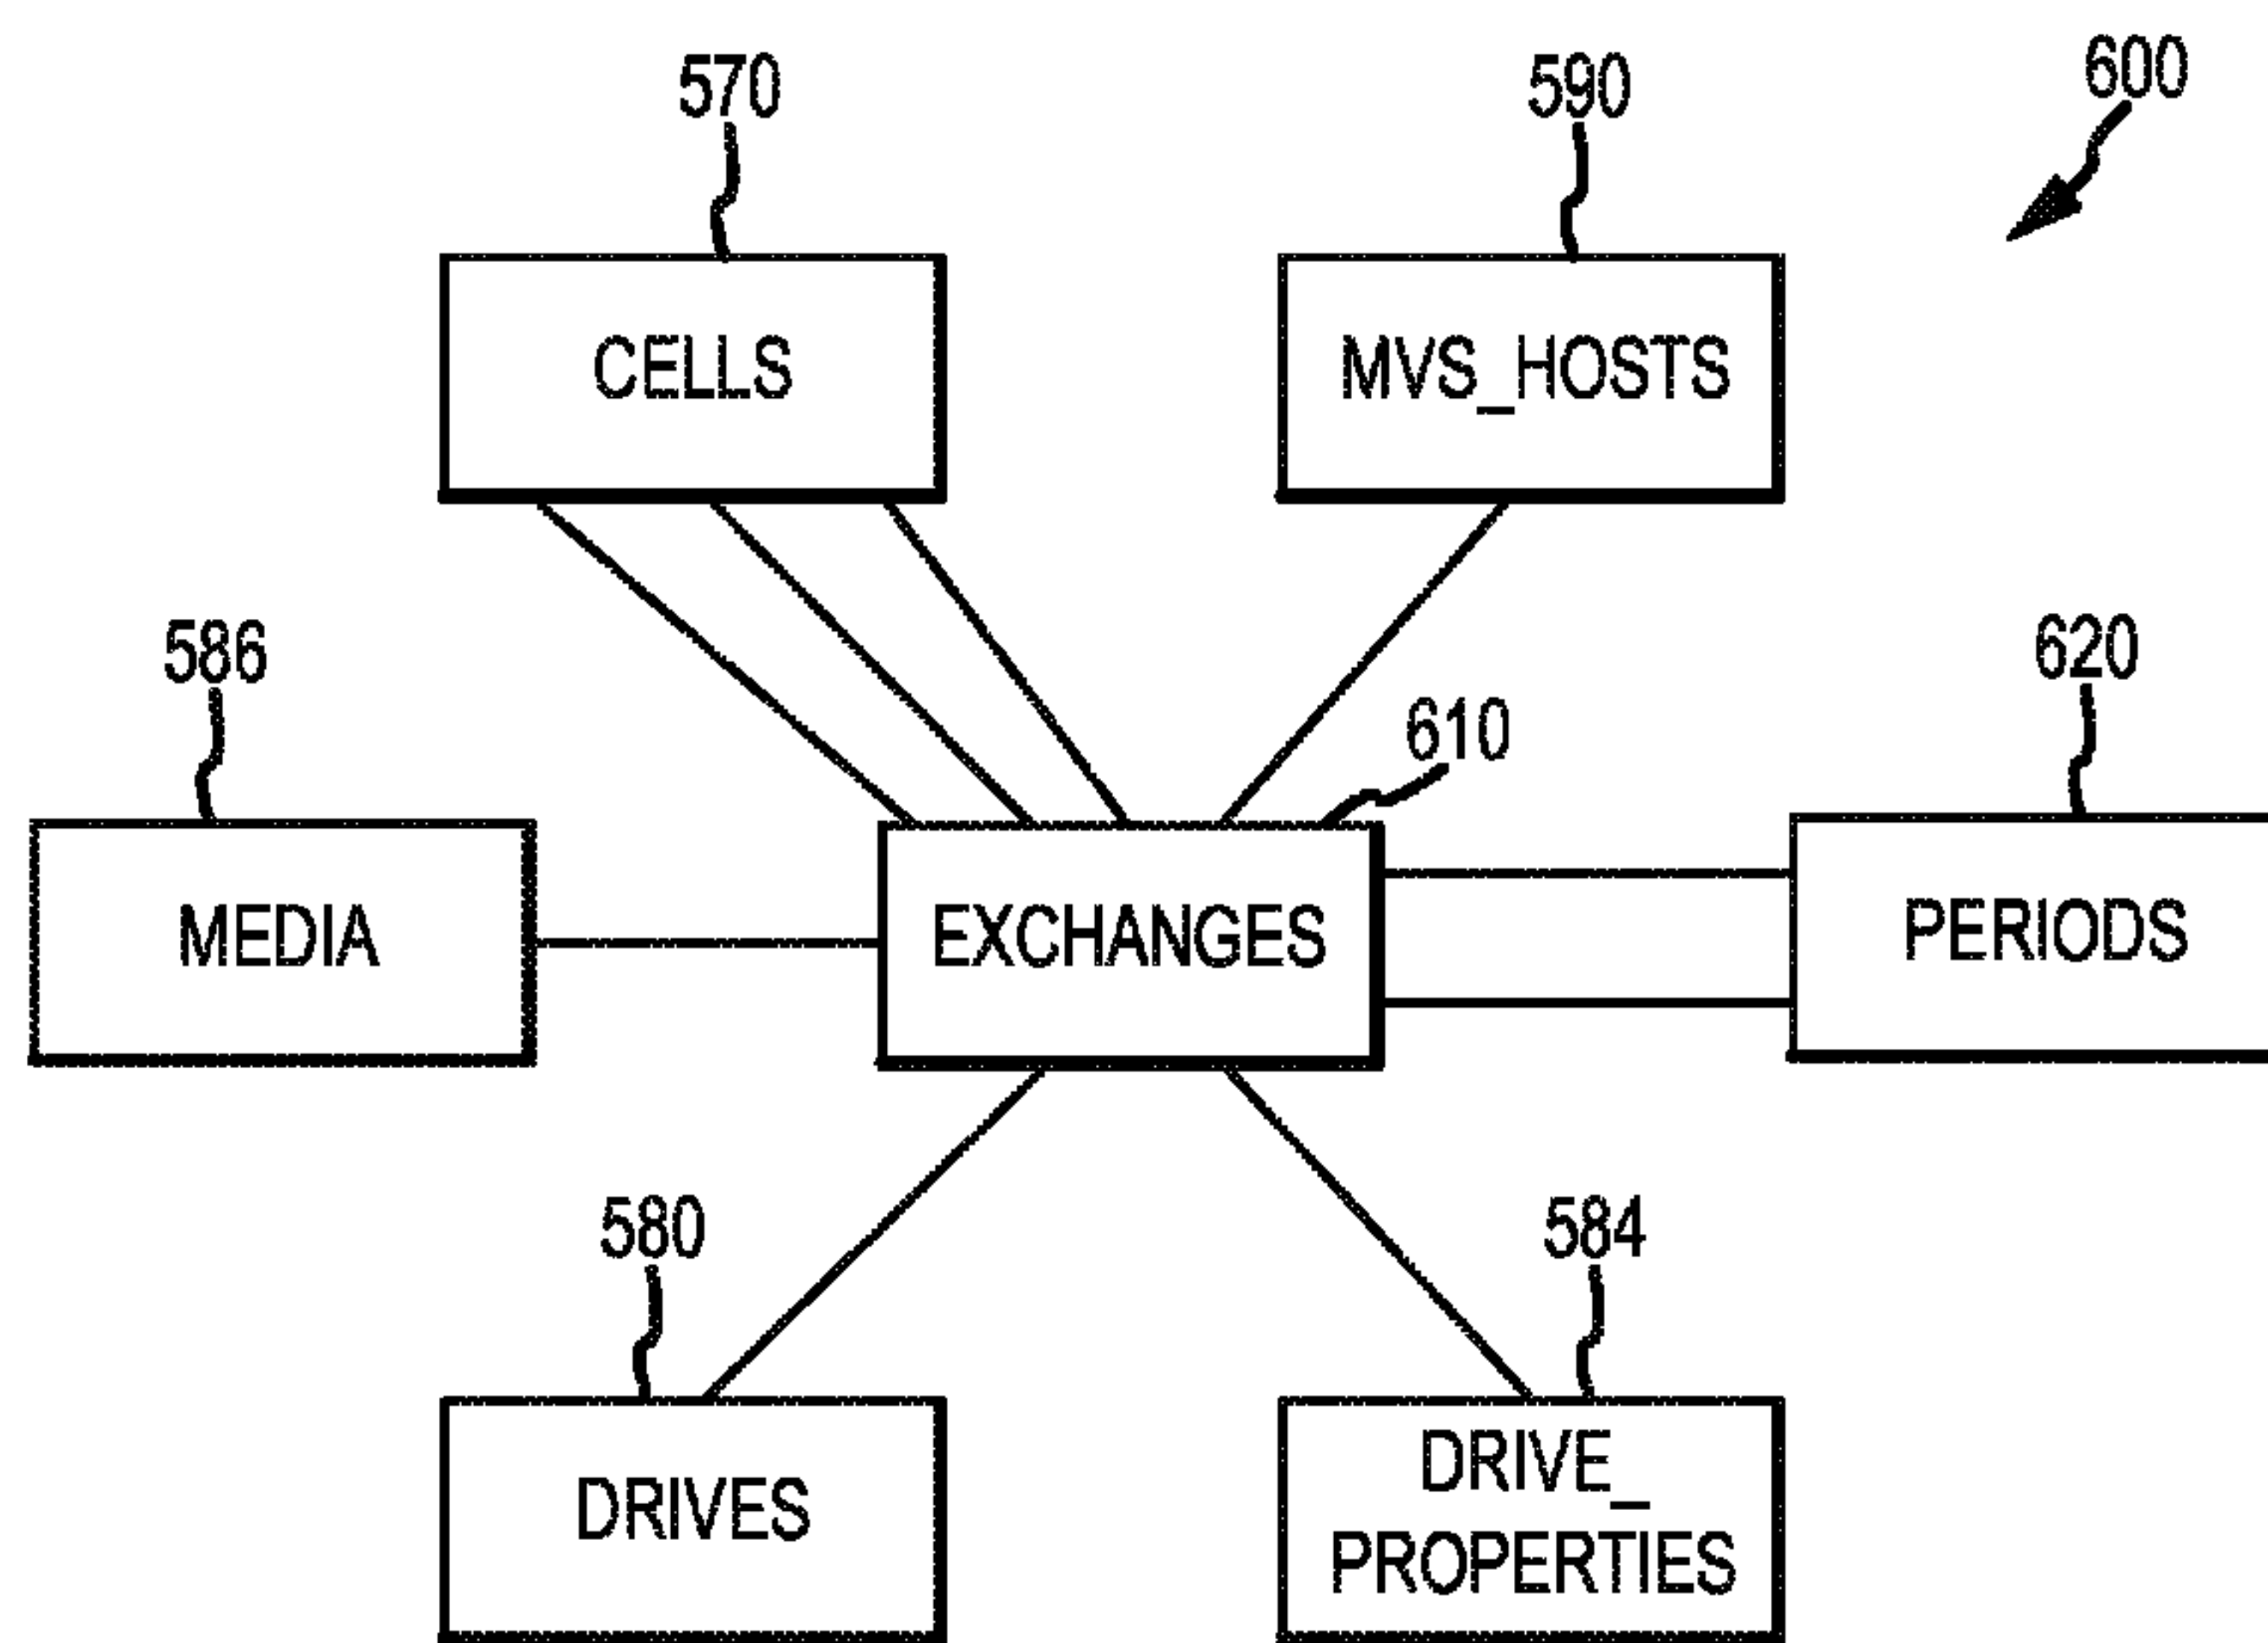 570
590
600
CELLS
MVS_HOSTS
586
620
610
MEDIA
EXCHANGES
PERIODS
580
584
DRIVES
DRIVE_
PROPERTIES